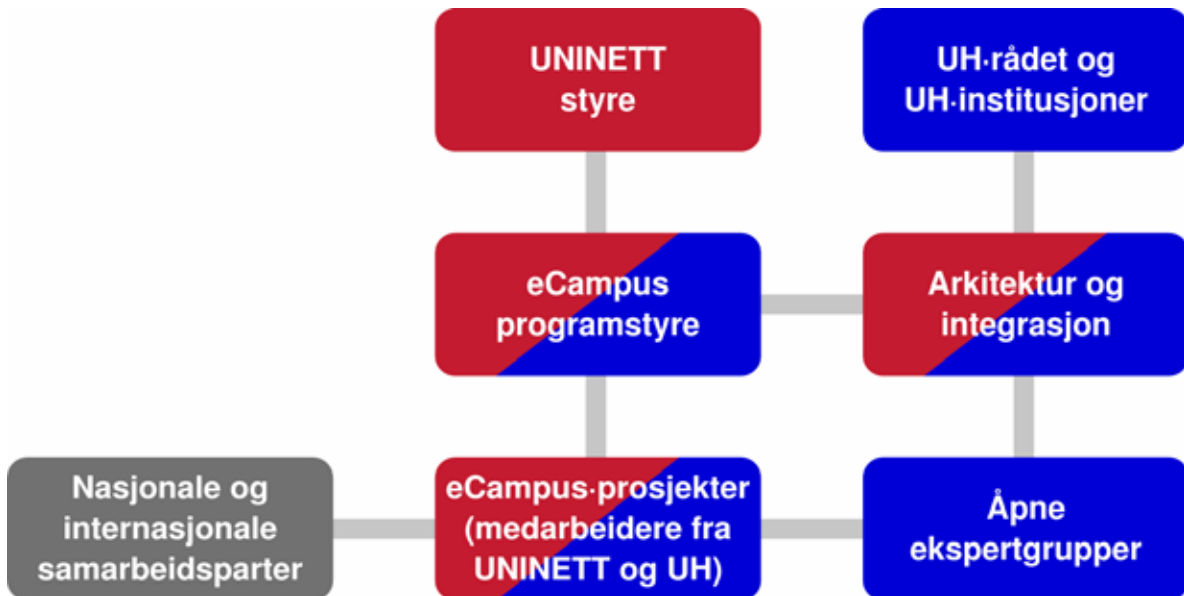 UNINETT
styre
UH-rådet og
UH-institusjoner
eCampus
programstyre
Arkitektur og
integrasjon
Nasjonale og
internasjonale
samarbeidsparter
eCampus-prosjekter
(medarbeidere fra
UNINETT og UH)
Åpne
ekspertgrupper